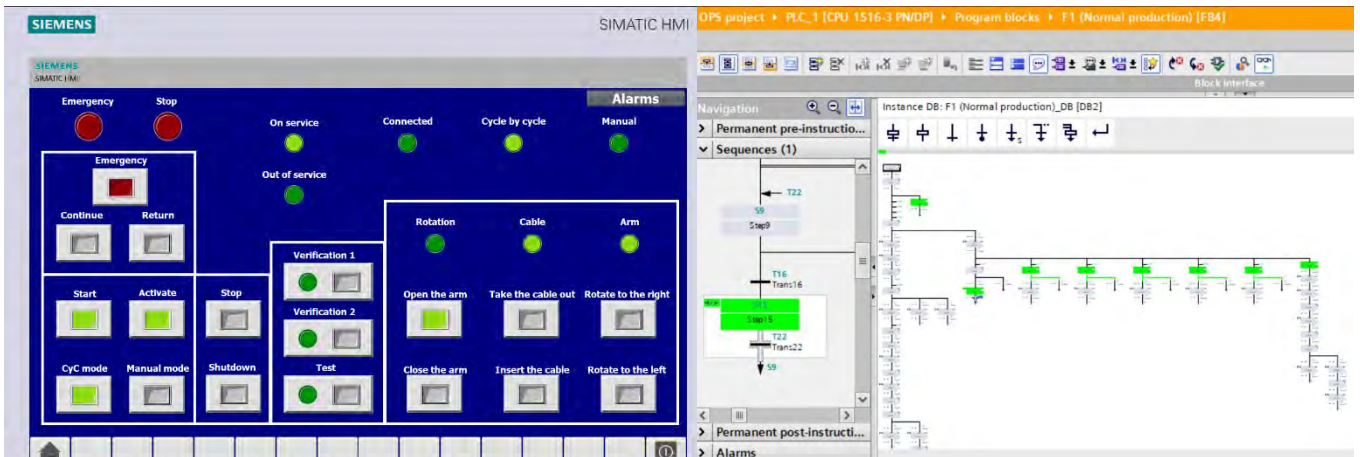 SIEMENS
SIMATIC HMI
SIEMENS
SIMATIC HMI
Alarms
Emergency
Stop
On service
Connected
Cycle by cycle
Manual
Emergency
Out of service
Continue
Return
Rotation
Cable
Arm
Verification 1
Start
Activate
Stop
Open the arm
Take the cable out
Rotate to the right
Verification 2
CyC mode
Manual mode
Shutdown
Test
Close the arm
Insert the cable
Rotate to the left
OPS project ▸ PLC_1 [CPU 1516-3 PN/DP] ▸ Program blocks ▸ F1 (Normal production) [FB4]
Block interface
Navigation
Instance DB: F1 (Normal production)_DB [DB2]
Permanent pre-instructio...
Sequences (1)
T22
S9
Step9
T16
Trans16
Step15
T22
Trans22
S9
Permanent post-instructi...
Alarms